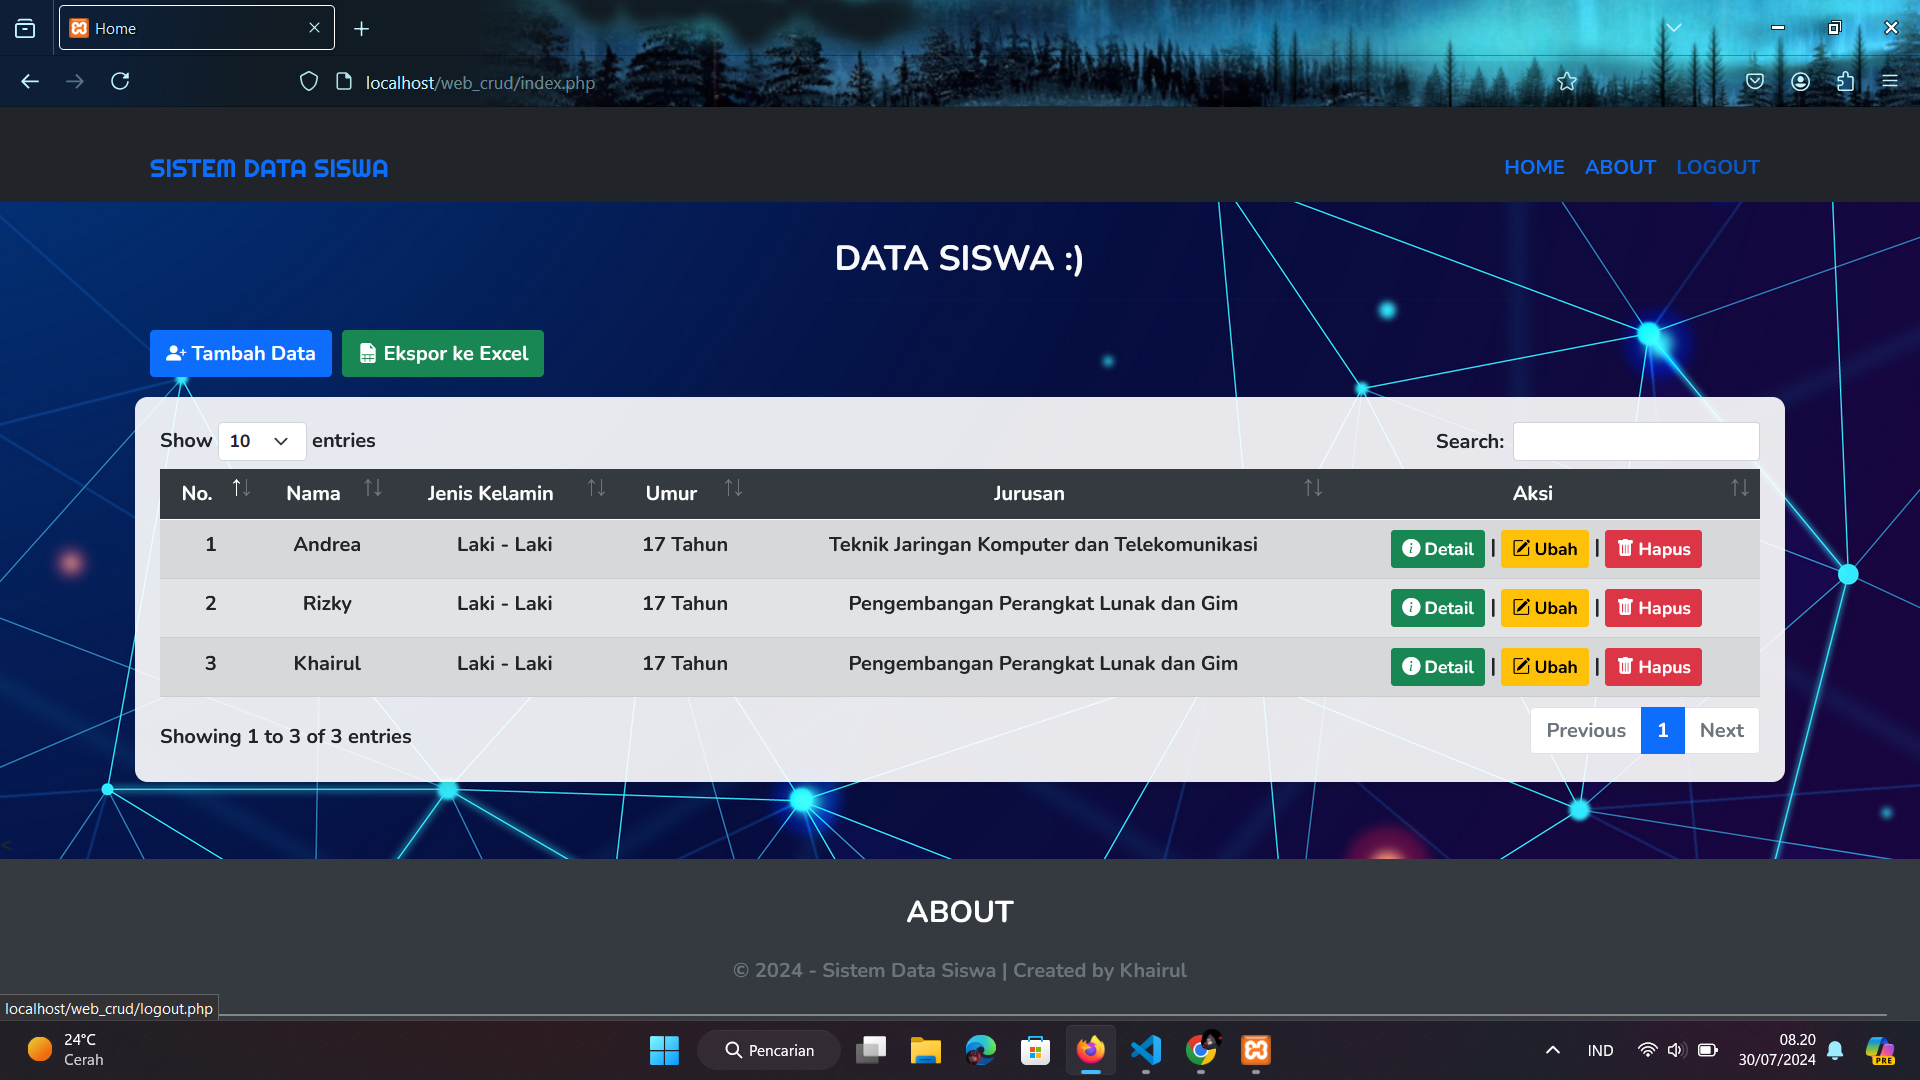 Home
localhost/web_crud/index.php
SISTEM DATA SISWA
HOME ABOUT LOGOUT
DATA SISWA :)
Tambah Data Ekspor ke Excel
Show 10 entries Search:
No. Nama Jenis Kelamin Umur Jurusan Aksi
1 Andrea Laki - Laki 17 Tahun Teknik Jaringan Komputer dan Telekomunikasi Detail | Ubah | Hapus
2 Rizky Laki - Laki 17 Tahun Pengembangan Perangkat Lunak dan Gim Detail | Ubah | Hapus
3 Khairul Laki - Laki 17 Tahun Pengembangan Perangkat Lunak dan Gim Detail | Ubah | Hapus
Showing 1 to 3 of 3 entries Previous 1 Next
<
ABOUT
© 2024 - Sistem Data Siswa | Created by Khairul
localhost/web_crud/logout.php
24°C
Cerah
Pencarian
IND
08.20
30/07/2024
PRE